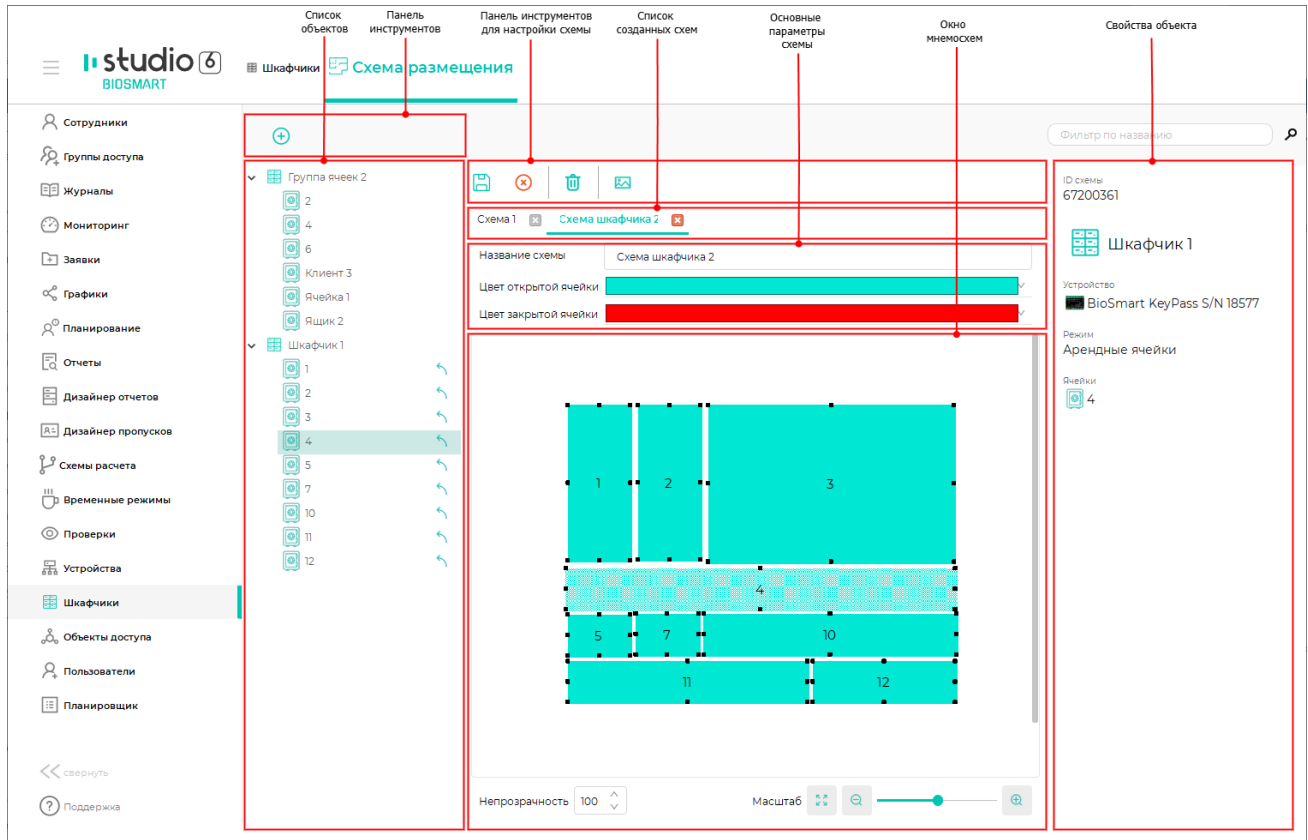 Список
объектов
Панель
инструментов
Панель инструментов
для настройки схемы
Список
созданных схем
Основные
параметры
схемы
Окно
мнемосхем
Свойства объекта
studio 6
BIOSMART
Шкафчики
Схема размещения
Сотрудники
Группы доступа
Журналы
Мониторинг
Заявки
Графики
Планирование
Отчеты
Дизайнер отчетов
Дизайнер пропусков
Схемы расчета
Временные режимы
Проверки
Устройства
Шкафчики
Объекты доступа
Пользователи
Планировщик
свернуть
Поддержка
Группа ячеек 2
2
4
6
Клиент 3
Ячейка 1
Ящик 2
Шкафчик 1
1
2
3
4
5
7
10
11
12
Схема 1
Схема шкафчика 2
Название схемы
Схема шкафчика 2
Цвет открытой ячейки
Цвет закрытой ячейки
1 2 3
4
5 7 10
11 12
Непрозрачность 100
Масштаб
Фильтр по названию
ID схемы
67200361
Шкафчик 1
Устройство
BioSmart KeyPass S/N 18577
Режим
Арендные ячейки
Ячейки
4